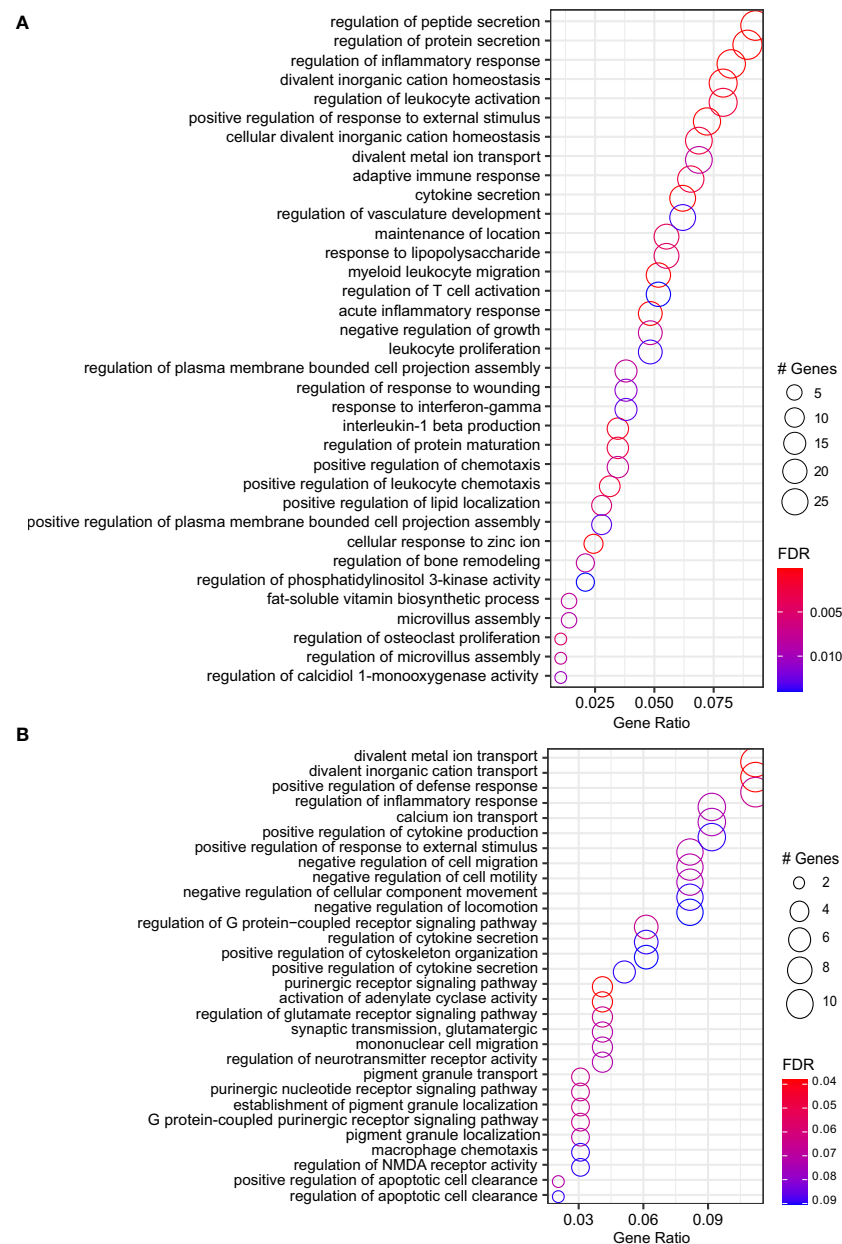 A
regulation of peptide secretion
regulation of protein secretion
regulation of inflammatory response
divalent inorganic cation homeostasis
regulation of leukocyte activation
positive regulation of response to external stimulus
cellular divalent inorganic cation homeostasis
divalent metal ion transport
adaptive immune response
cytokine secretion
regulation of vasculature development
maintenance of location
response to lipopolysaccharide
myeloid leukocyte migration
regulation of T cell activation
acute inflammatory response
negative regulation of growth
leukocyte proliferation
regulation of plasma membrane bounded cell projection assembly
regulation of response to wounding
response to interferon-gamma
interleukin-1 beta production
regulation of protein maturation
positive regulation of chemotaxis
positive regulation of leukocyte chemotaxis
positive regulation of lipid localization
positive regulation of plasma membrane bounded cell projection assembly
cellular response to zinc ion
regulation of bone remodeling
regulation of phosphatidylinositol 3-kinase activity
fat-soluble vitamin biosynthetic process
microvillus assembly
regulation of osteoclast proliferation
regulation of microvillus assembly
regulation of calcidiol 1-monooxygenase activity
0.025 0.050 0.075
Gene Ratio
# Genes
5
10
15
20
25
FDR
0.005
0.010
B
divalent metal ion transport
divalent inorganic cation transport
positive regulation of defense response
regulation of inflammatory response
calcium ion transport
positive regulation of cytokine production
positive regulation of response to external stimulus
negative regulation of cell migration
negative regulation of cell motility
negative regulation of cellular component movement
negative regulation of locomotion
regulation of G protein−coupled receptor signaling pathway
regulation of cytokine secretion
positive regulation of cytoskeleton organization
positive regulation of cytokine secretion
purinergic receptor signaling pathway
activation of adenylate cyclase activity
regulation of glutamate receptor signaling pathway
synaptic transmission, glutamatergic
mononuclear cell migration
regulation of neurotransmitter receptor activity
pigment granule transport
purinergic nucleotide receptor signaling pathway
establishment of pigment granule localization
G protein-coupled purinergic receptor signaling pathway
pigment granule localization
macrophage chemotaxis
regulation of NMDA receptor activity
positive regulation of apoptotic cell clearance
regulation of apoptotic cell clearance
0.03 0.06 0.09
Gene Ratio
# Genes
2
4
6
8
10
FDR
0.04
0.05
0.06
0.07
0.08
0.09